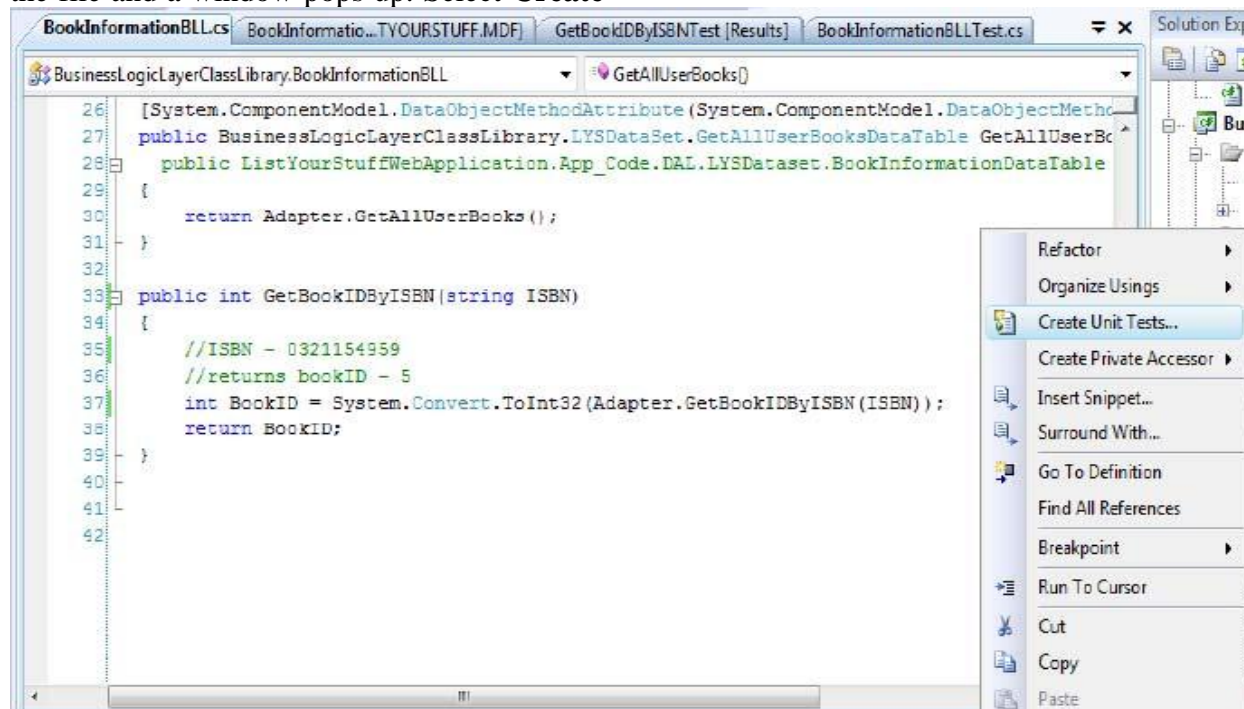 the file and a window pops up. Select Create
BookInformationBLL.cs BookInformatio...TYOURSTUFF.MDF] GetBookIDByISBNTest [Results] BookInformationBLLTest.cs Solution Exp
BusinessLogicLayerClassLibrary.BookInformationBLL GetAllUserBooks()
26 [System.ComponentModel.DataObjectMethodAttribute(System.ComponentModel.DataObjectMetho
27 public BusinessLogicLayerClassLibrary.LYSDataSet.GetAllUserBooksDataTable GetAllUserBo
28 public ListYourStuffWebApplication.App_Code.DAL.LYSDataset.BookInformationDataTable
29 {
30 return Adapter.GetAllUserBooks();
31 }
32
33 public int GetBookIDByISBN(string ISBN)
34 {
35 //ISBN - 0321154959
36 //returns bookID - 5
37 int BookID = System.Convert.ToInt32(Adapter.GetBookIDByISBN(ISBN));
38 return BookID;
39 }
40
41
42
Bu
Refactor
Organize Usings
Create Unit Tests...
Create Private Accessor
Insert Snippet...
Surround With...
Go To Definition
Find All References
Breakpoint
Run To Cursor
Cut
Copy
Paste